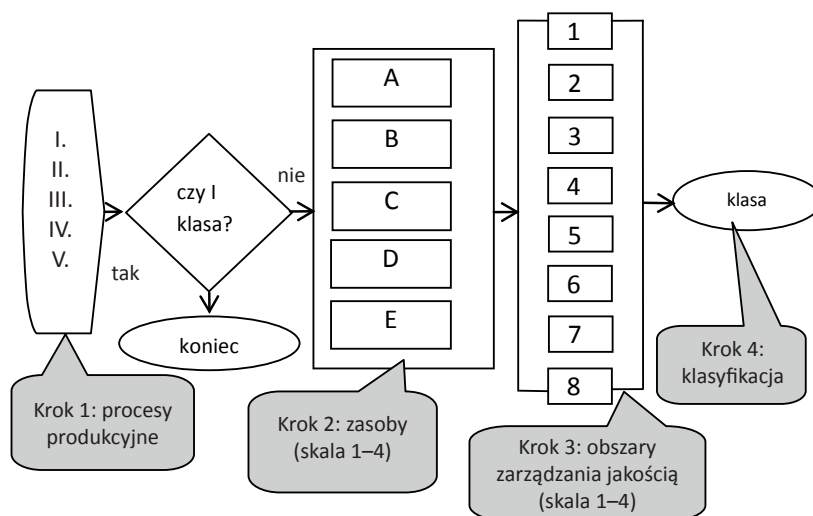 I.
II.
III.
IV.
V.
tak
czy I
klasa?
nie
koniec
A
B
C
D
E
1
2
3
4
5
6
7
8
klasa
Krok 1: procesy
produkcyjne
Krok 2: zasoby
(skala 1–4)
Krok 3: obszary
zarządzania jakością
(skala 1–4)
Krok 4:
klasyfikacja